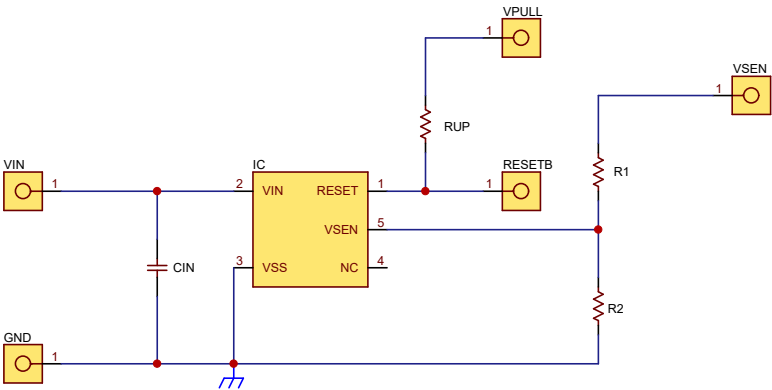 VPULL
1
VSEN
1
RUP
VIN
1
IC
2 VIN RESET 1
RESETB
1
R1
VSEN 5
3 VSS NC 4
CIN
R2
GND
1